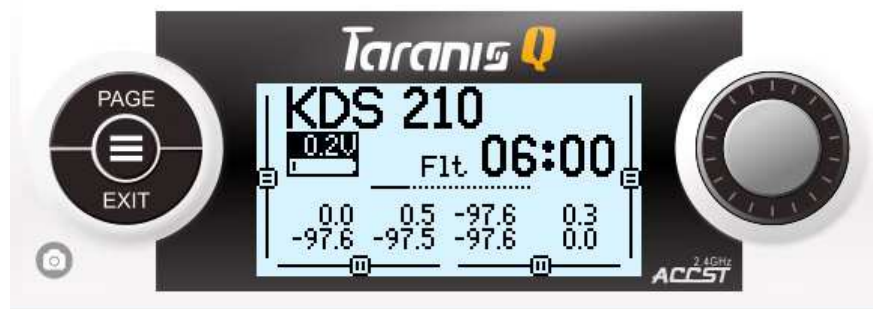 Taranis Q
PAGE
EXIT
KDS 210
0.2V
Flt 06:00
0.0 0.5 -97.6 0.3
-97.6 -97.5 -97.6 0.0
2.4GHz
ACCST